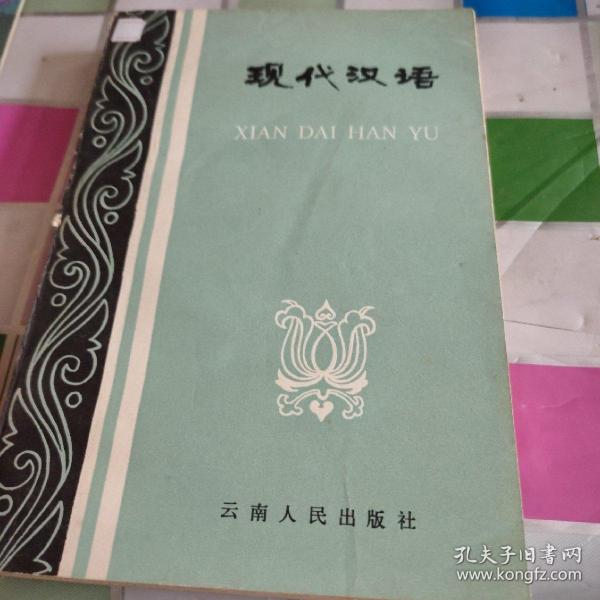 现代汉语
XIAN DAI HAN YU
云南人民出版社
孔夫子旧书网
www.kongfz.com